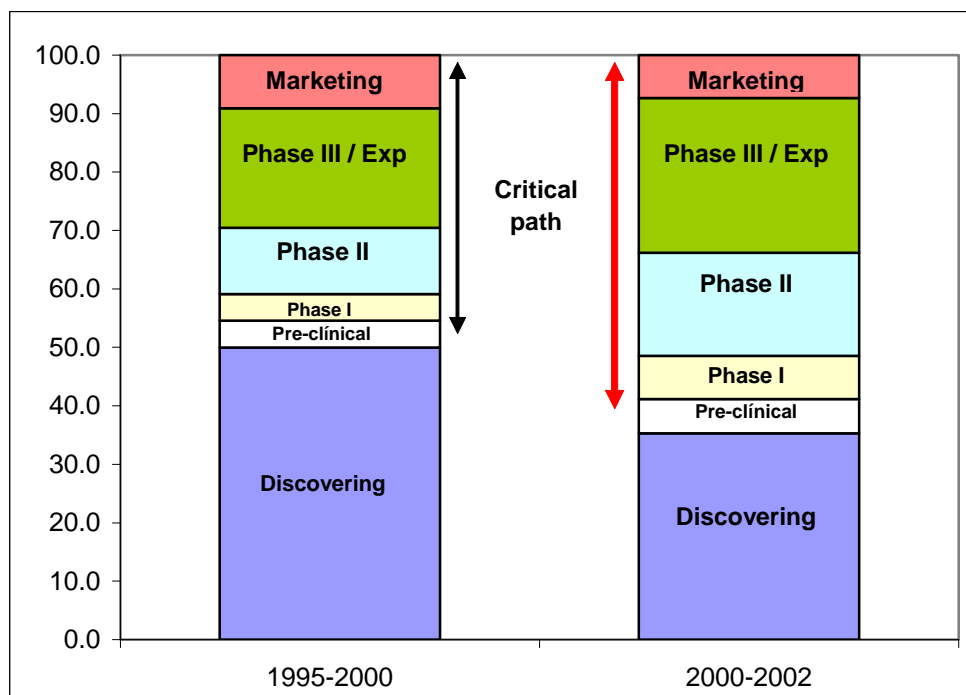 100.0
90.0
80.0
70.0
60.0
50.0
40.0
30.0
20.0
10.0
0.0
Marketing
Phase III / Exp
Phase II
Phase I
Pre-clínical
Discovering
Critical
path
Marketing
Phase III / Exp
Phase II
Phase I
Pre-clínical
Discovering
1995-2000
2000-2002